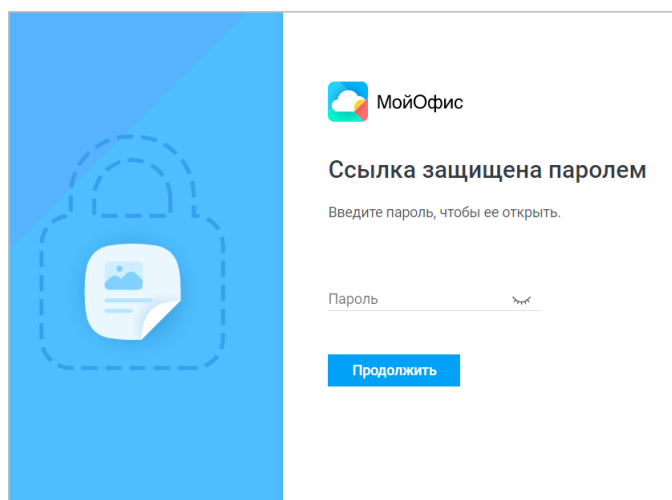 МойОфис
Ссылка защищена паролем
Введите пароль, чтобы ее открыть.
Пароль
Продолжить